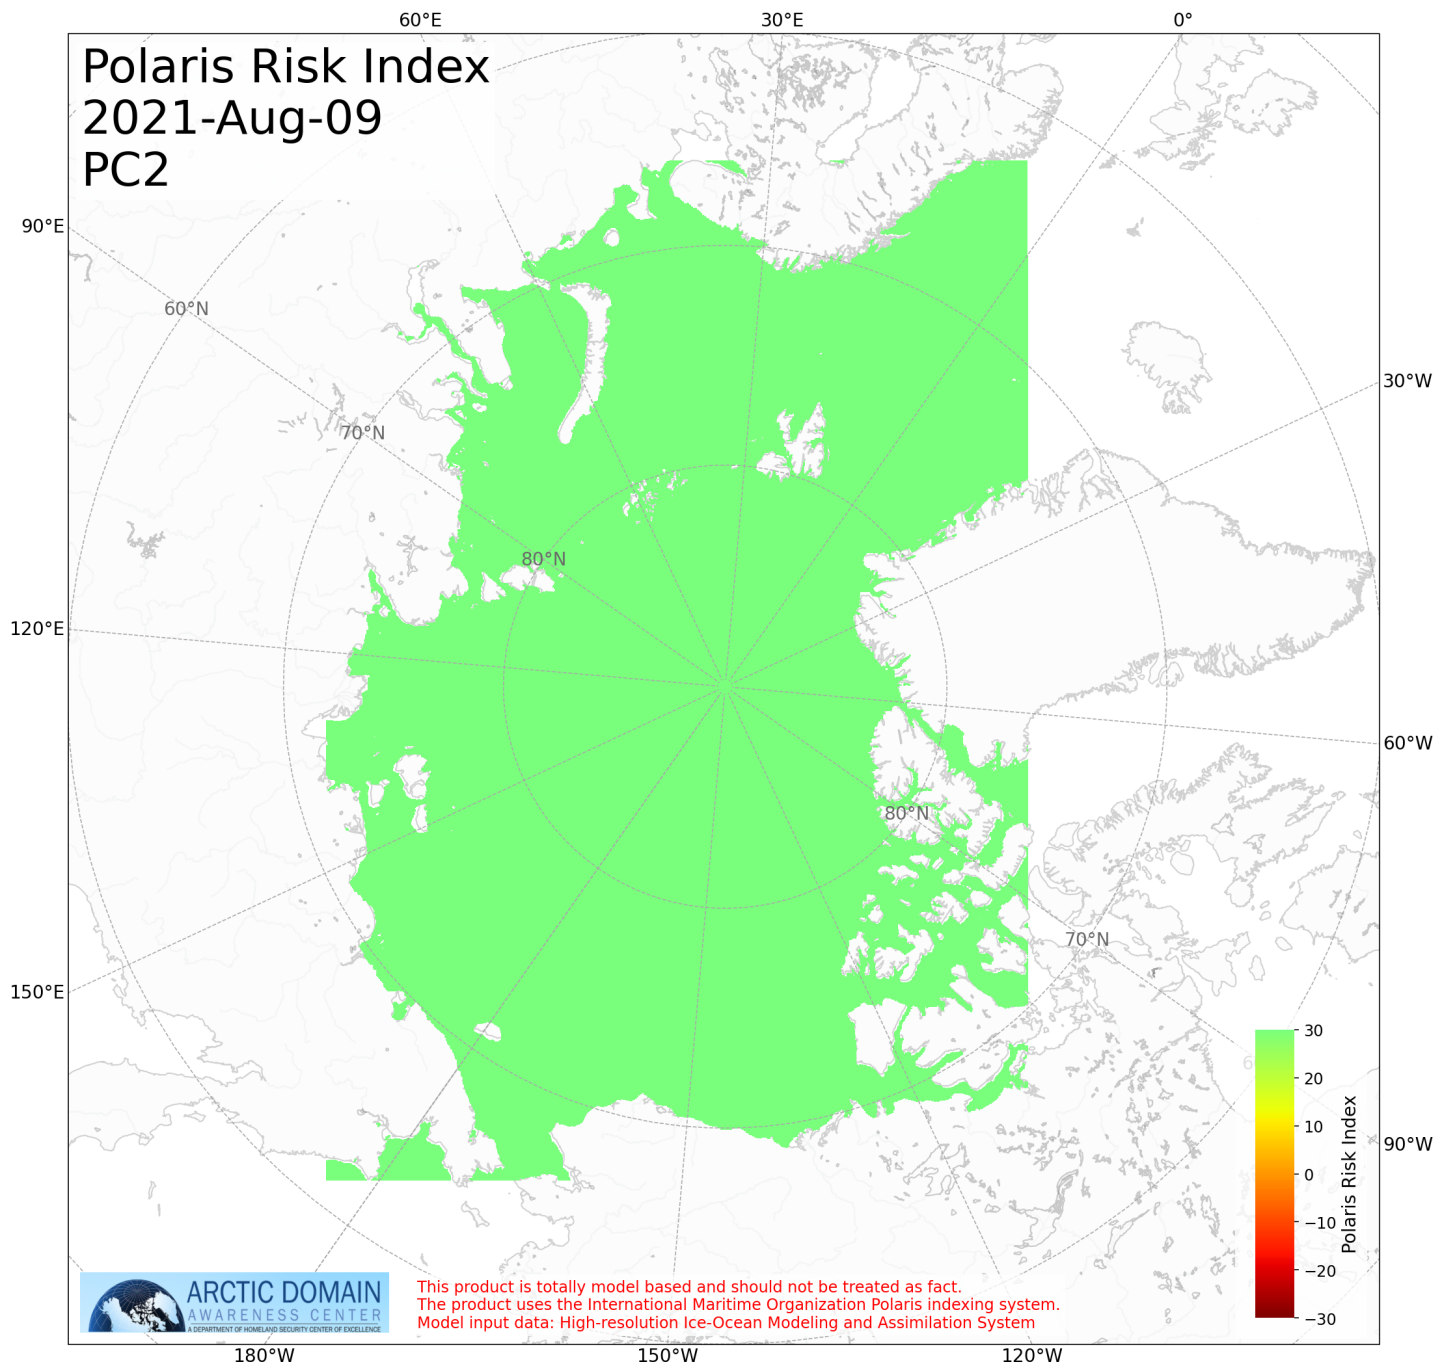 60°E 30°E 0°
Polaris Risk Index
2021-Aug-09
PC2
90°E
60°N
30°W
70°N
80°N
120°E
60°W
80°N
70°N
150°E
30
20
10
0
−10
−20
−30
Polaris Risk Index
90°W
ARCTIC DOMAIN
AWARENESS CENTER
A DEPARTMENT OF HOMELAND SECURITY CENTER OF EXCELLENCE
This product is totally model based and should not be treated as fact.
The product uses the International Maritime Organization Polaris indexing system.
Model input data: High-resolution Ice-Ocean Modeling and Assimilation System
180°W 150°W 120°W